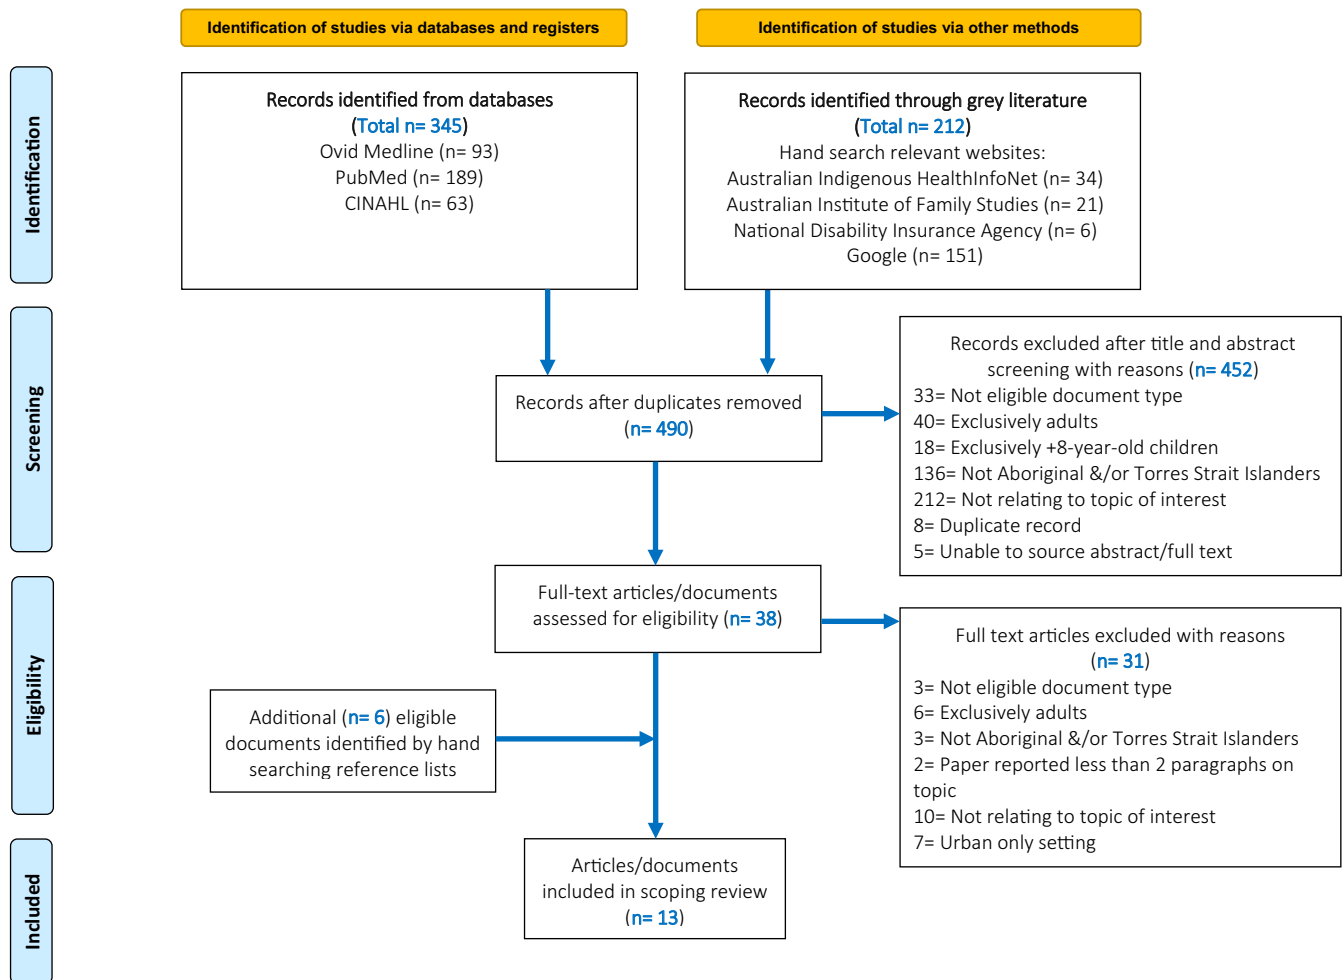 Identification of studies via databases and registers
Identification of studies via other methods
Identification
Records identified from databases
(Total n= 345)
Ovid Medline (n= 93)
PubMed (n= 189)
CINAHL (n= 63)
Records identified through grey literature
(Total n= 212)
Hand search relevant websites:
Australian Indigenous HealthInfoNet (n= 34)
Australian Institute of Family Studies (n= 21)
National Disability Insurance Agency (n= 6)
Google (n= 151)
Screening
Records after duplicates removed
(n= 490)
Records excluded after title and abstract
screening with reasons (n= 452)
33= Not eligible document type
40= Exclusively adults
18= Exclusively +8-year-old children
136= Not Aboriginal &/or Torres Strait Islanders
212= Not relating to topic of interest
8= Duplicate record
5= Unable to source abstract/full text
Eligibility
Full-text articles/documents
assessed for eligibility (n= 38)
Full text articles excluded with reasons
(n= 31)
3= Not eligible document type
6= Exclusively adults
3= Not Aboriginal &/or Torres Strait Islanders
2= Paper reported less than 2 paragraphs on
topic
10= Not relating to topic of interest
7= Urban only setting
Additional (n= 6) eligible
documents identified by hand
searching reference lists
Included
Articles/documents
included in scoping review
(n= 13)